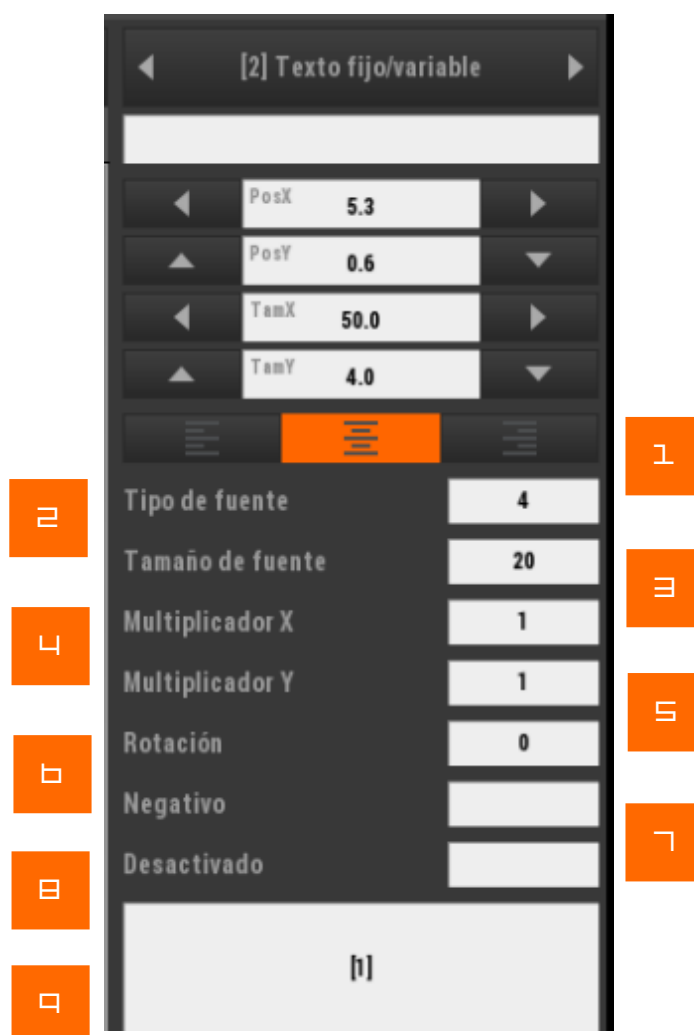 [2] Texto fijo/variable
PosX 5.3
PosY 0.6
TamX 50.0
TamY 4.0
1
2
Tipo de fuente 4
Tamaño de fuente 20
3
4
Multiplicador X 1
Multiplicador Y 1
5
6
Rotación 0
Negativo
7
8
Desactivado
[1]
9